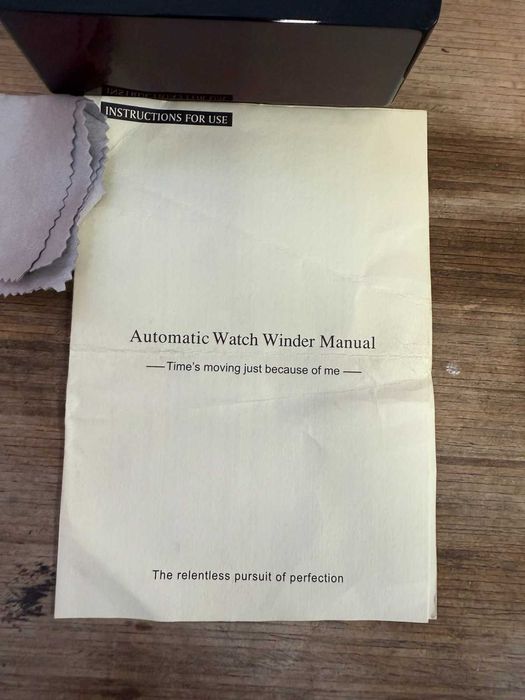 INSTRUCTIONS FOR USE
Automatic Watch Winder Manual
— Time's moving just because of me —
The relentless pursuit of perfection